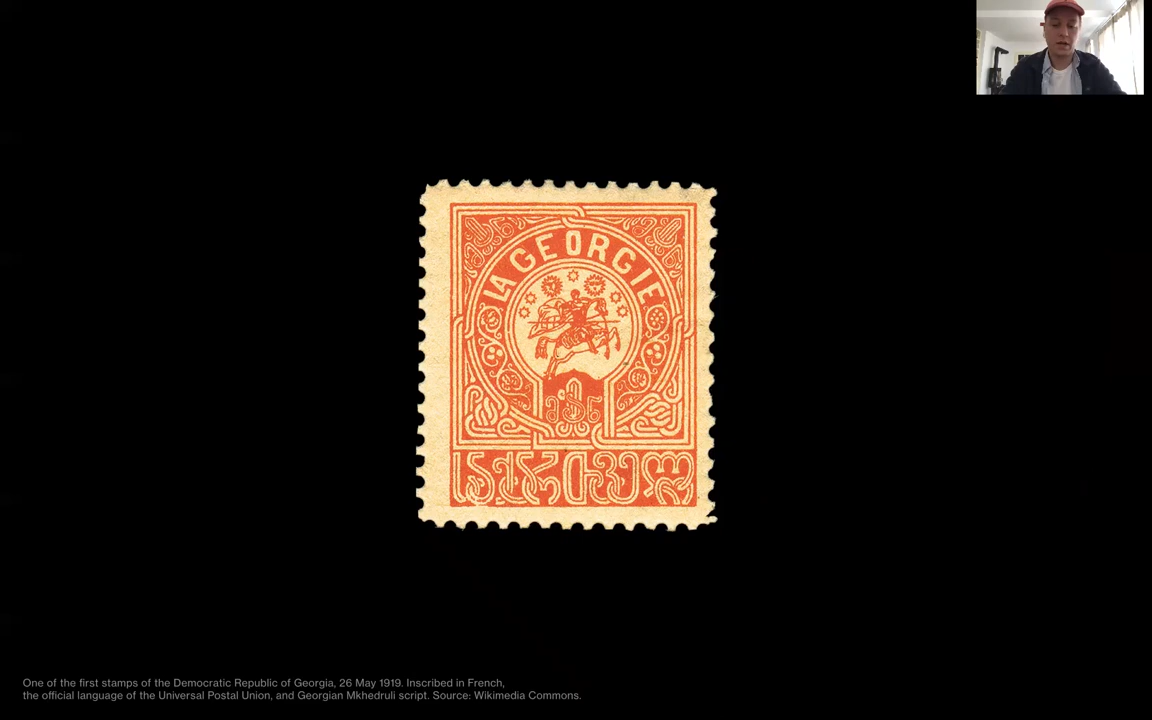 LA GEORGIE
საქართველო
One of the first stamps of the Democratic Republic of Georgia, 26 May 1919. Inscribed in French,
the official language of the Universal Postal Union, and Georgian Mkhedruli script. Source: Wikimedia Commons.